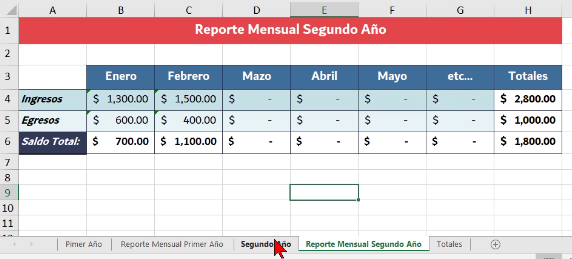 A B C D E F G H
1 Reporte Mensual Segundo Año
2
3 Enero Febrero Mazo Abril Mayo etc... Totales
4 Ingresos $ 1,300.00 $ 1,500.00 $ - $ - $ - $ - $ 2,800.00
5 Egresos $ 600.00 $ 400.00 $ - $ - $ - $ - $ 1,000.00
6 Saldo Total: $ 700.00 $ 1,100.00 $ - $ - $ - $ - $ 1,800.00
7
8
9
10
11
Pimer Año Reporte Mensual Primer Año Segundo Año Reporte Mensual Segundo Año Totales